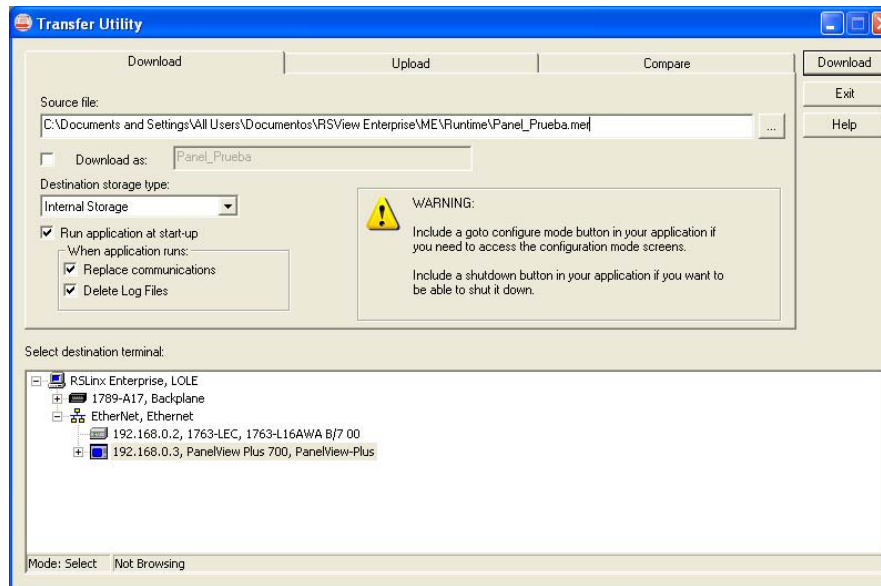 Transfer Utility
Download
Upload
Compare
Download
Exit
Help
Source file:
C:\Documents and Settings\All Users\Documentos\RSView Enterprise\ME\Runtime\Panel_Prueba.mer
...
Download as:
Panel_Prueba
Destination storage type:
Internal Storage
Run application at start-up
When application runs:
Replace communications
Delete Log Files
WARNING:
Include a goto configure mode button in your application if
you need to access the configuration mode screens.
Include a shutdown button in your application if you want to
be able to shut it down.
Select destination terminal:
RSLinx Enterprise, LOLE
1789-A17, Backplane
EtherNet, Ethernet
192.168.0.2, 1763-LEC, 1763-L16AWA B/7 00
192.168.0.3, PanelView Plus 700, PanelView-Plus
Mode: Select
Not Browsing